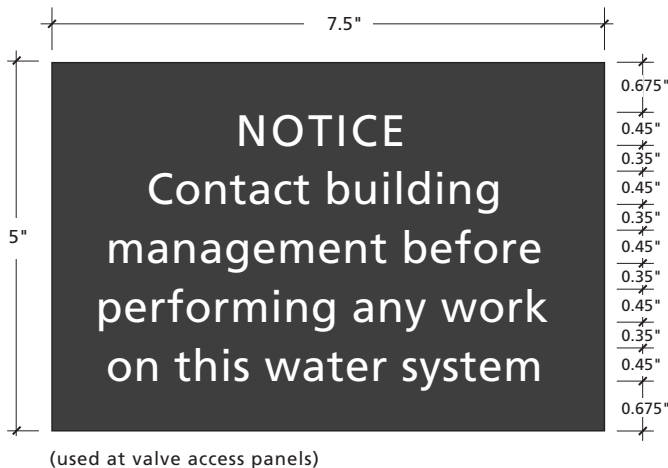 7.5"
0.675"
NOTICE
0.45"
0.35"
Contact building
0.45"
0.35"
5"
management before
0.45"
0.35"
performing any work
0.45"
0.35"
on this water system
0.45"
0.675"
(used at valve access panels)